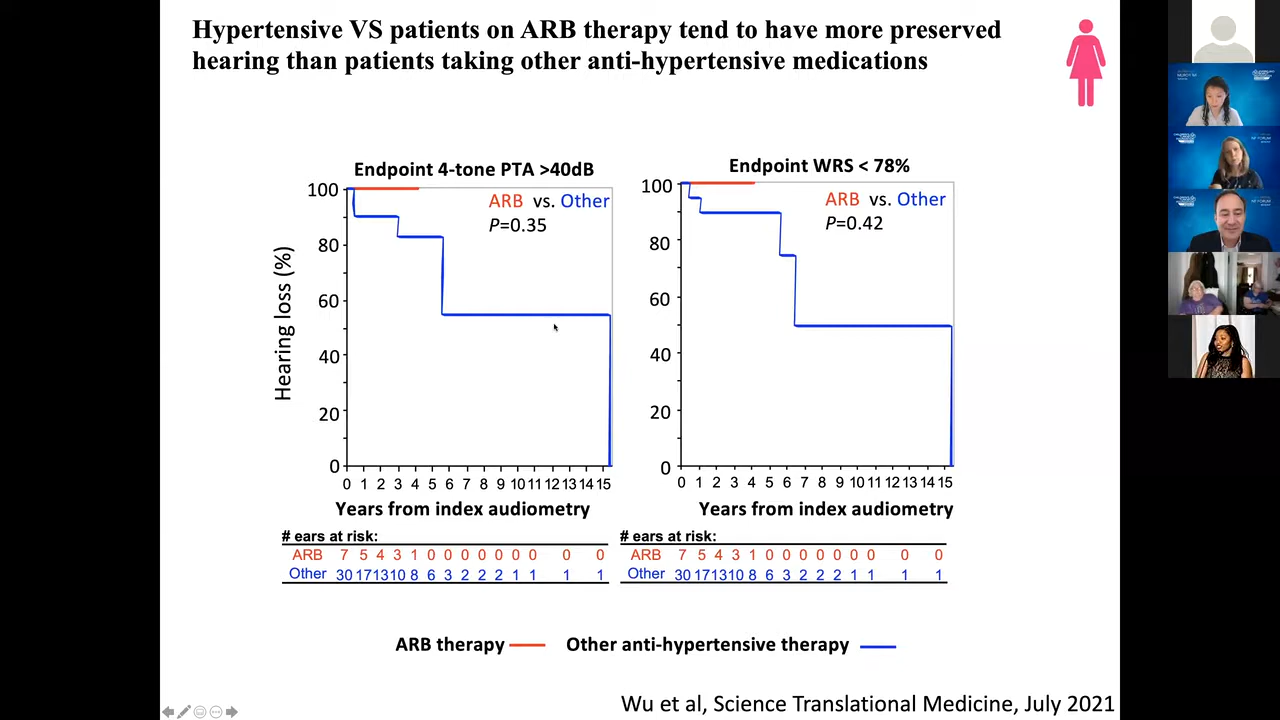 Hypertensive VS patients on ARB therapy tend to have more preserved
hearing than patients taking other anti-hypertensive medications
Endpoint 4-tone PTA >40dB
ARB vs. Other
P=0.35
Hearing loss (%)
100
80
60
40
20
0
0 1 2 3 4 5 6 7 8 9 10 11 12 13 14 15
Years from index audiometry
# ears at risk:
ARB 7 5 4 3 1 0 0 0 0 0 0 0 0 0
Other 30 17 13 10 8 6 3 2 2 2 1 1 1 1
Endpoint WRS < 78%
ARB vs. Other
P=0.42
100
80
60
40
20
0
0 1 2 3 4 5 6 7 8 9 10 11 12 13 14 15
Years from index audiometry
# ears at risk:
ARB 7 5 4 3 1 0 0 0 0 0 0 0 0 0
Other 30 17 13 10 8 6 3 2 2 2 1 1 1 1
ARB therapy
Other anti-hypertensive therapy
Wu et al, Science Translational Medicine, July 2021